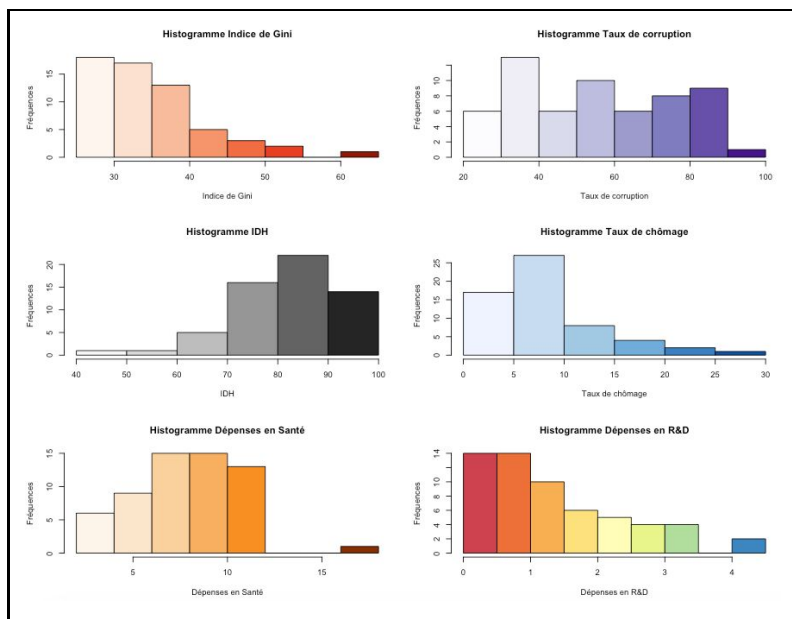 Histogramme Indice de Gini
Fréquences
0 5 10 15
30 40 50 60
Indice de Gini
Histogramme Taux de corruption
Fréquences
0 2 4 6 8 10
20 40 60 80 100
Taux de corruption
Histogramme IDH
Fréquences
0 5 10 15 20
40 50 60 70 80 90 100
IDH
Histogramme Taux de chômage
Fréquences
0 5 10 15 20 25
0 5 10 15 20 25 30
Taux de chômage
Histogramme Dépenses en Santé
Fréquences
0 5 10 15
5 10 15
Dépenses en Santé
Histogramme Dépenses en R&D
Fréquences
0 2 4 6 8 10 14
0 1 2 3 4
Dépenses en R&D